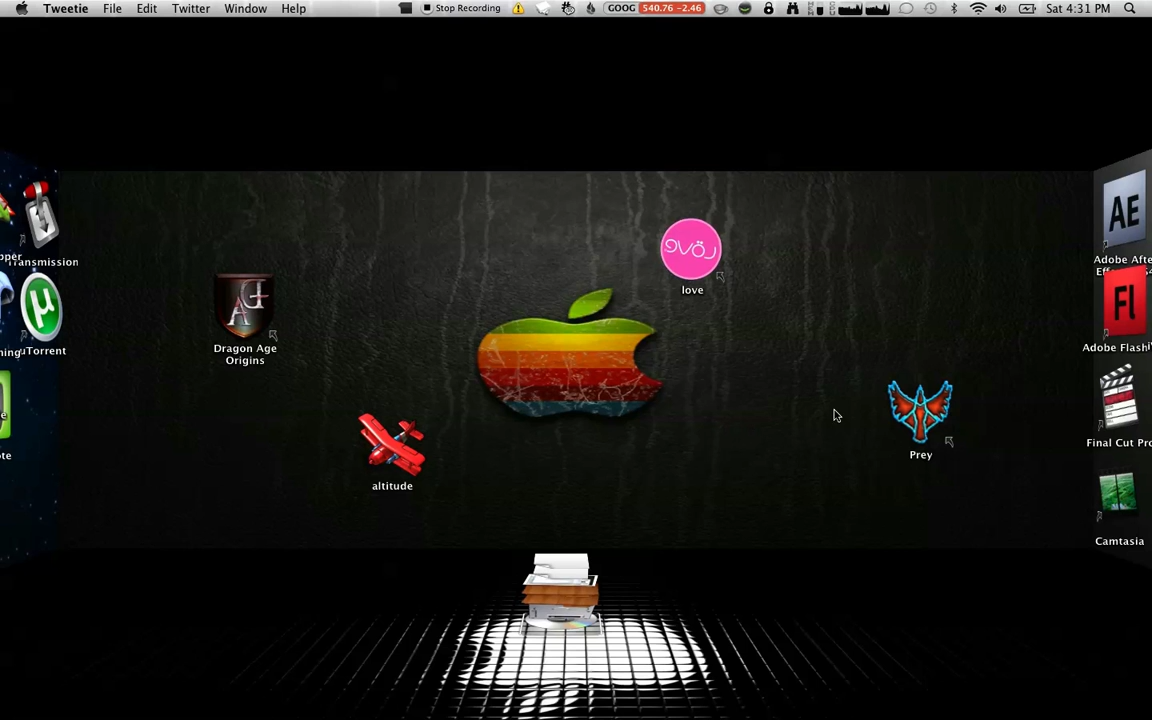 Tweetie File Edit Twitter Window Help Stop Recording GOOG 540.76 -2.46 Sat 4:31 PM
love
Dragon Age
Origins
altitude
Prey
Transmission
µTorrent
Adobe Afte
Adobe Flash
Final Cut Pro
Camtasia
AE
Fl